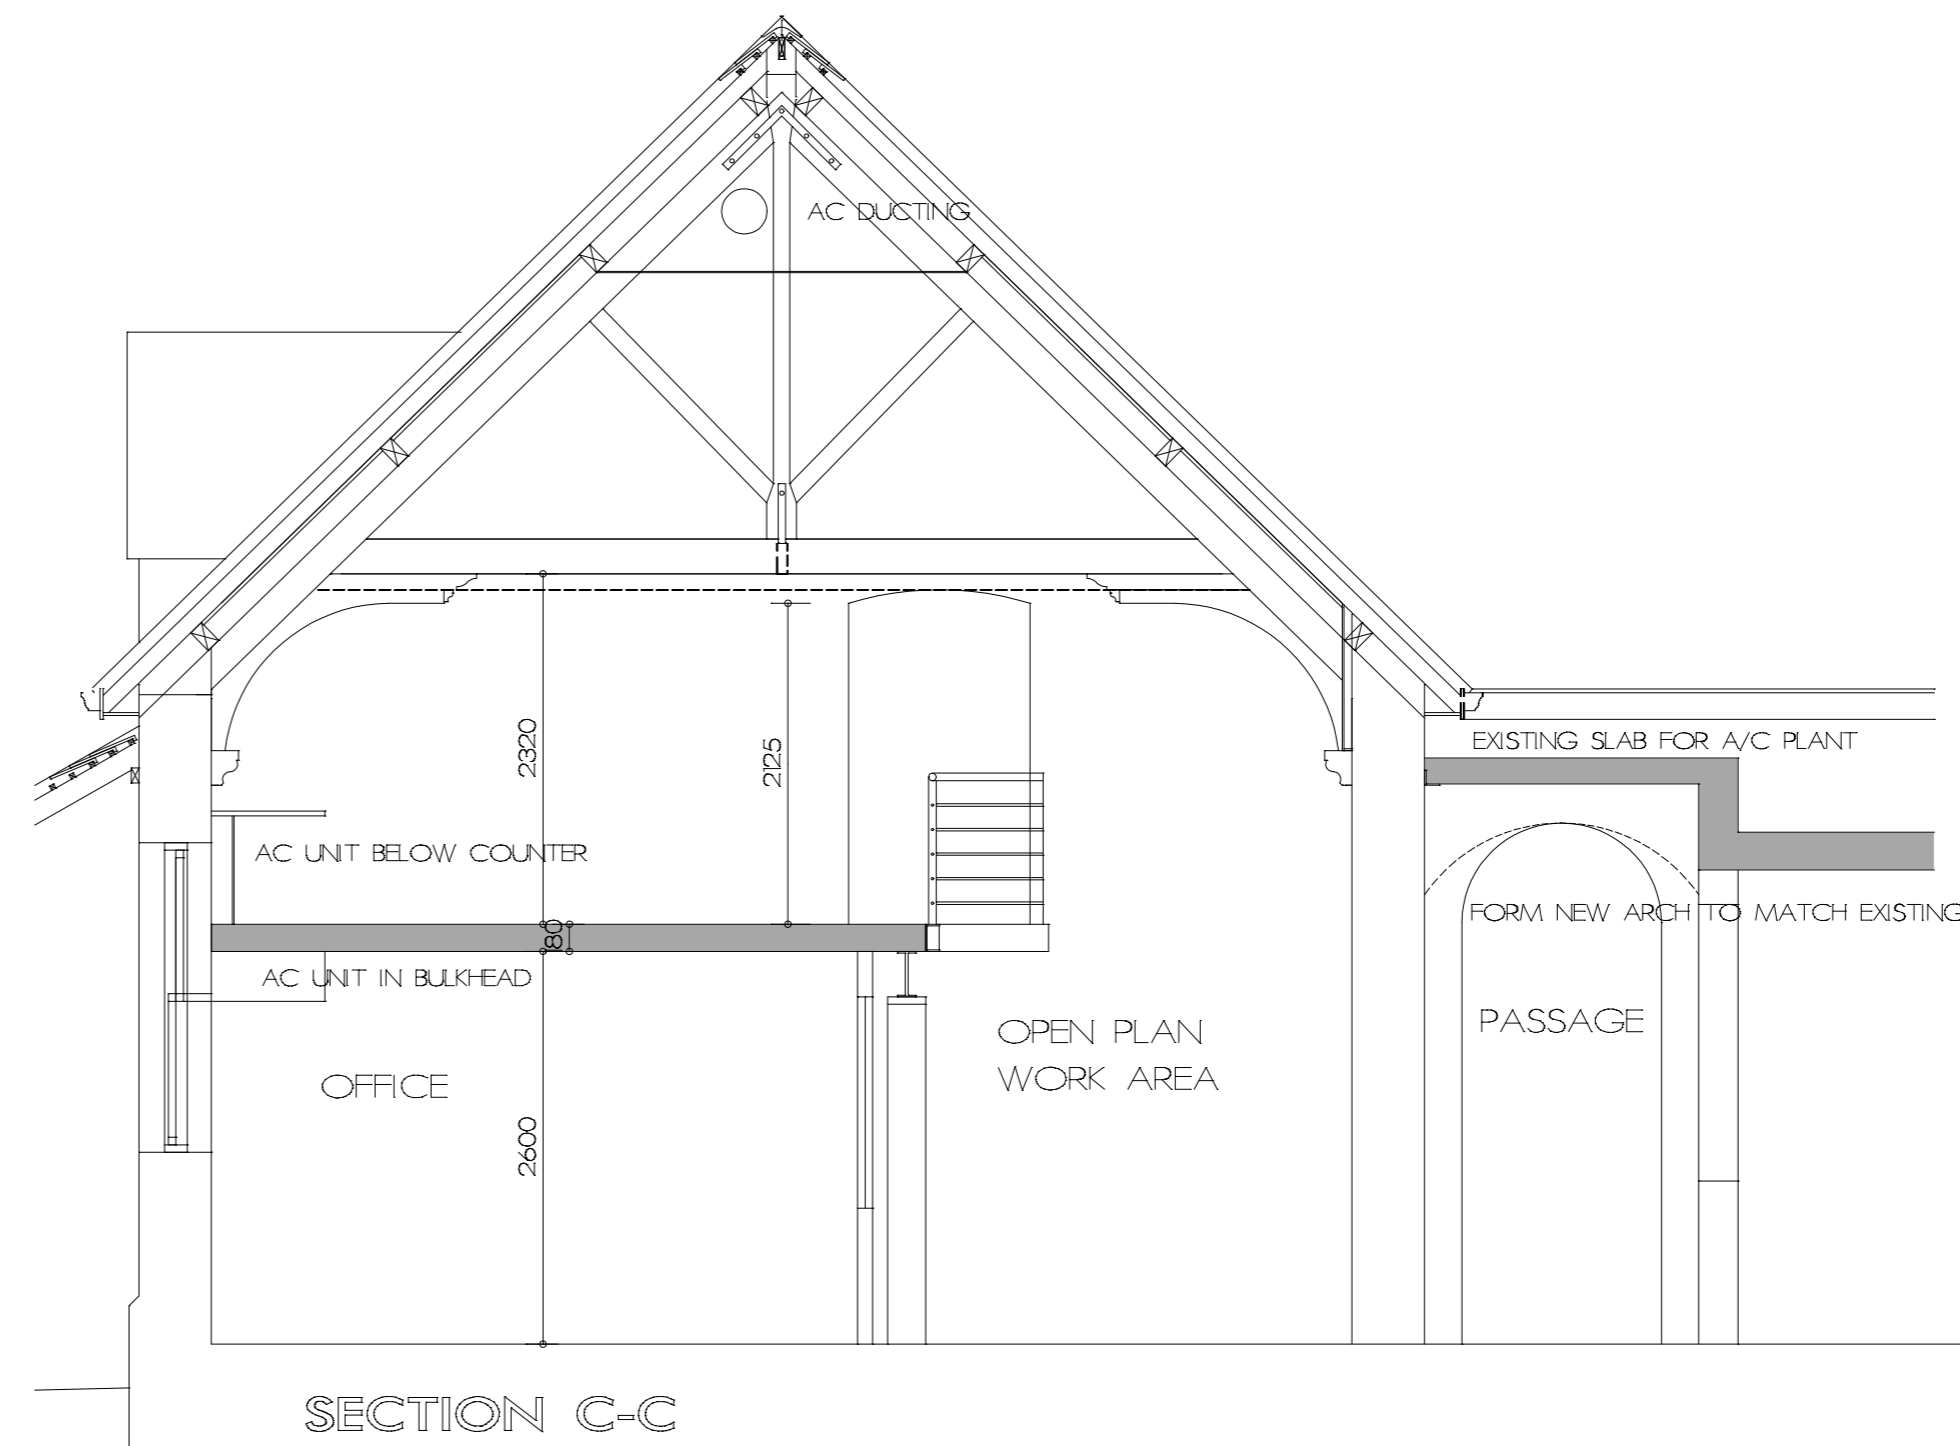 AC DUCTING
2320
2125
EXISTING SLAB FOR A/C PLANT
AC UNIT BELOW COUNTER
FORM NEW ARCH TO MATCH EXISTING
180
AC UNIT IN BULKHEAD
OPEN PLAN
WORK AREA
PASSAGE
OFFICE
2600
SECTION C-C